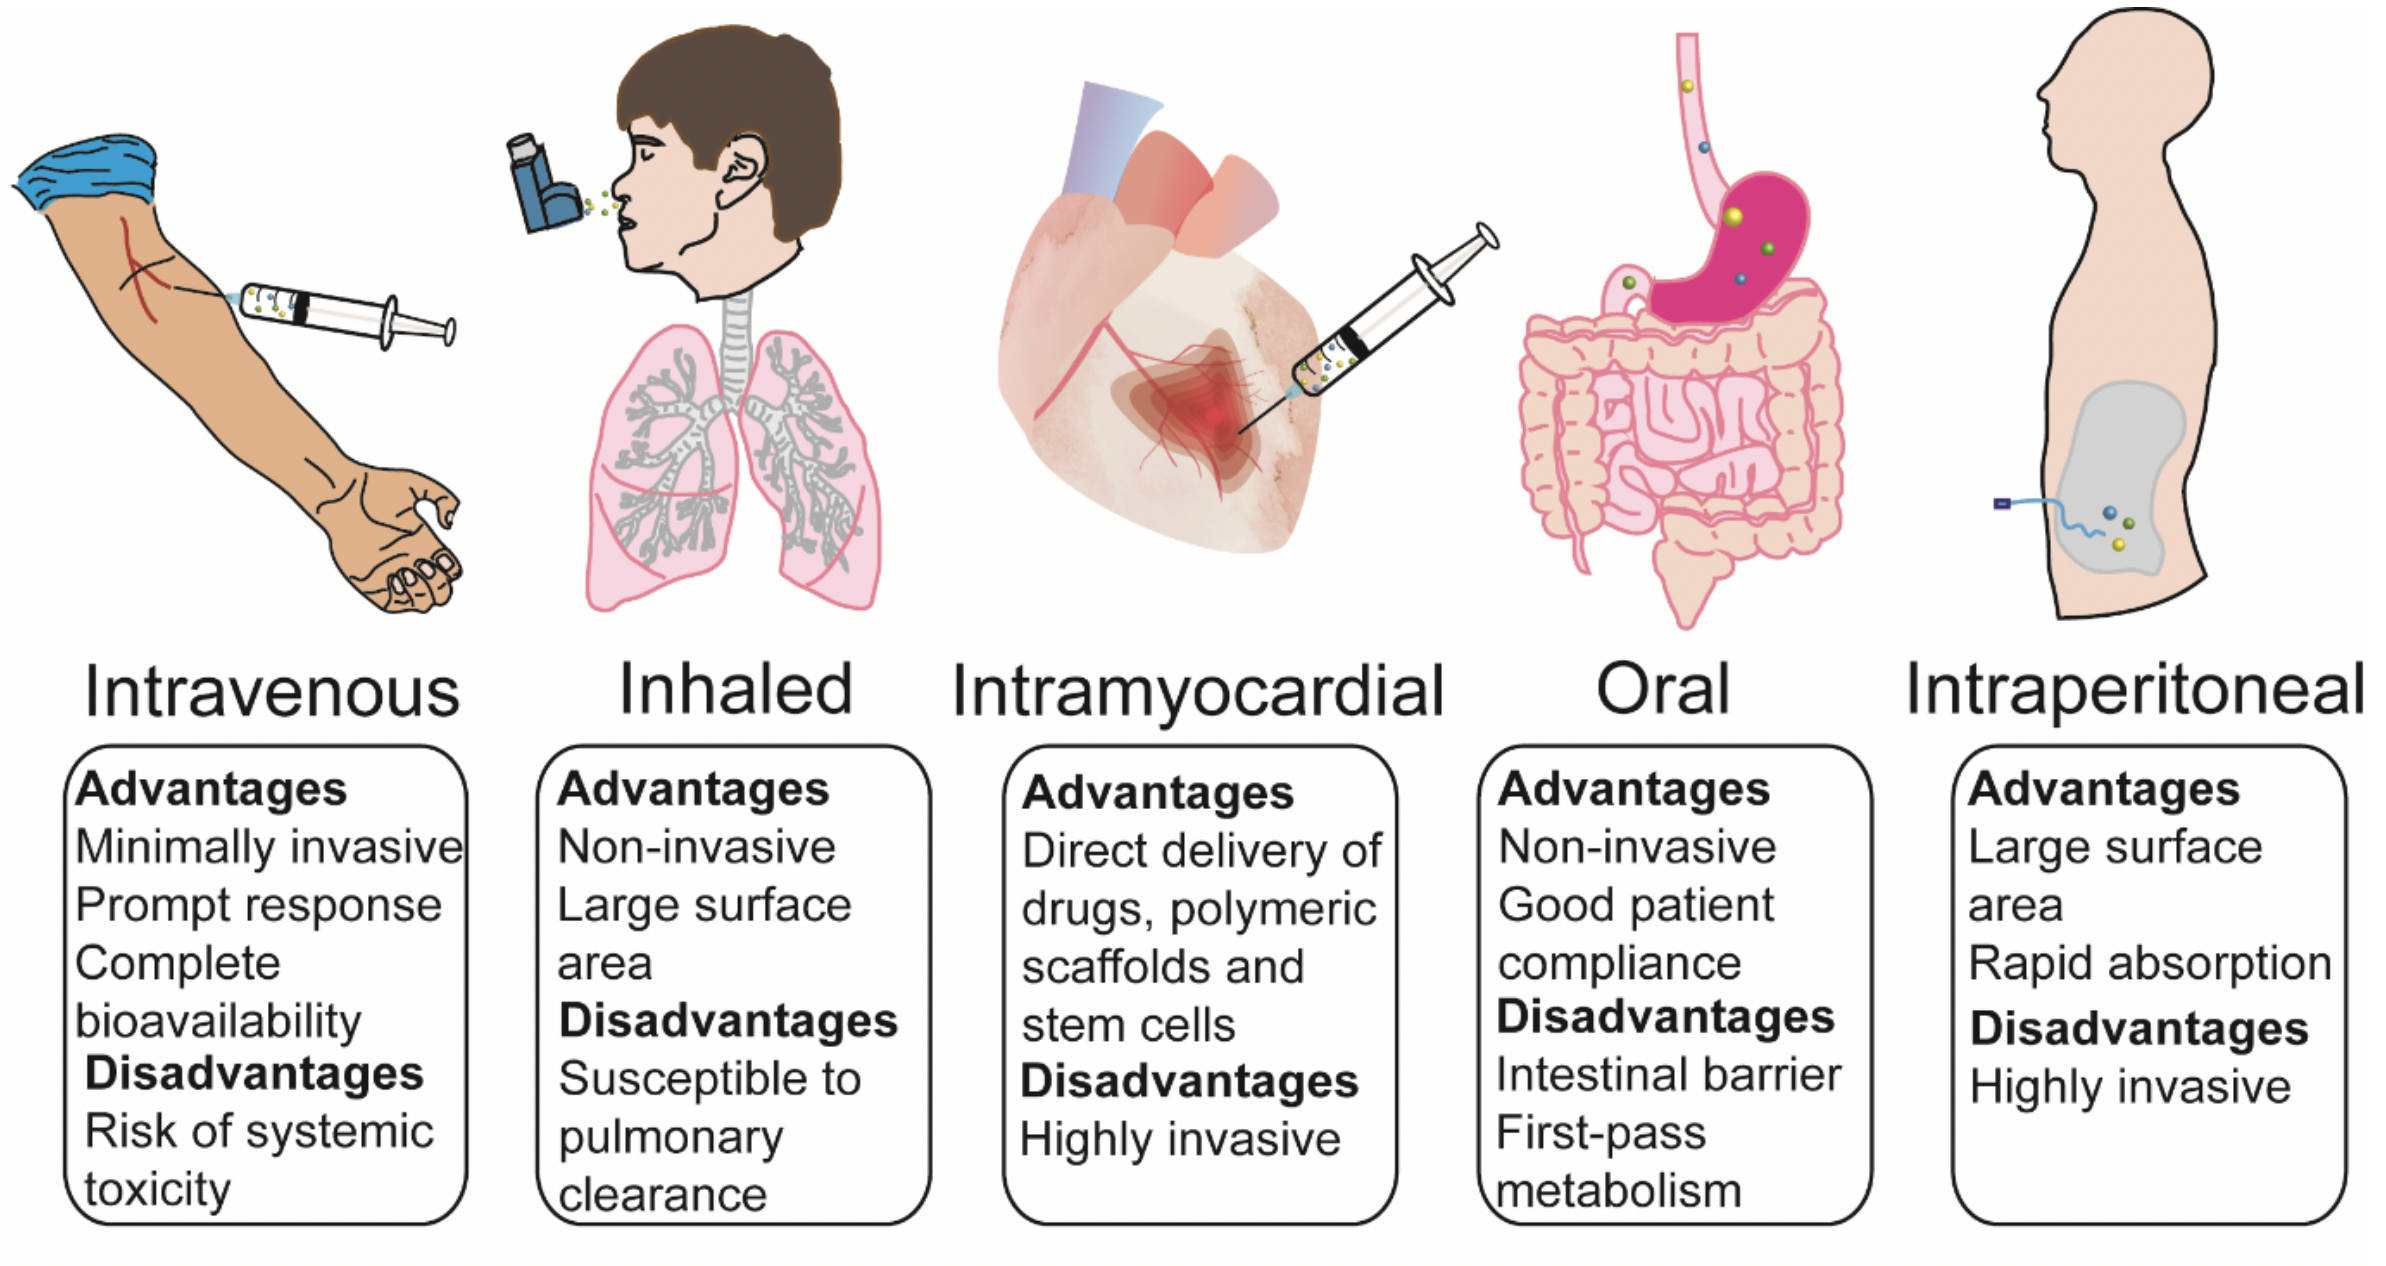 Intravenous
Advantages
Minimally invasive
Prompt response
Complete
bioavailability
Disadvantages
Risk of systemic
toxicity
Inhaled
Advantages
Non-invasive
Large surface
area
Disadvantages
Susceptible to
pulmonary
clearance
Intramyocardial
Advantages
Direct delivery of
drugs, polymeric
scaffolds and
stem cells
Disadvantages
Highly invasive
Oral
Advantages
Non-invasive
Good patient
compliance
Disadvantages
Intestinal barrier
First-pass
metabolism
Intraperitoneal
Advantages
Large surface
area
Rapid absorption
Disadvantages
Highly invasive